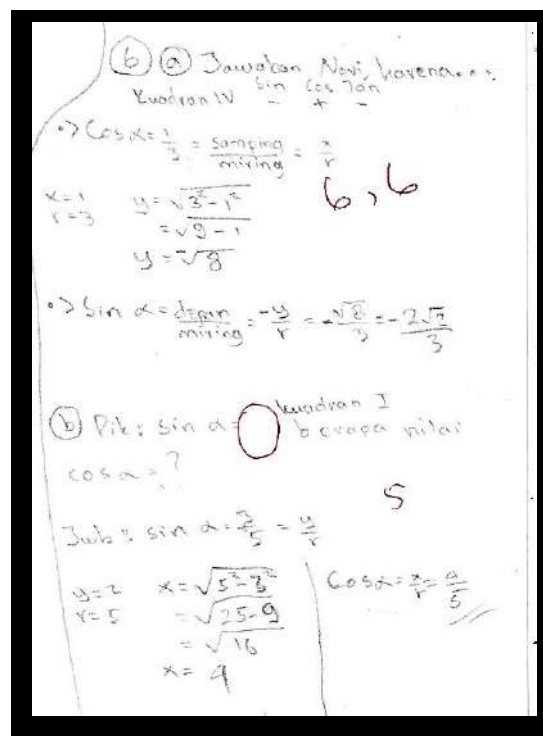 6 a Jawaban Novi, karena....
sin cos Tan
Kuadran IV - + -
•> Cos α = 1/3 = samping/miring = x/r
x=1
r=3
y = √3²-1²
= √9-1
y = √8
6,6
•> Sin α = depan/miring = -y/r = -√8/3 = -2√2/3
b Dik : sin α = kuadran I berapa nilai
cos α = ?
5
Jwb : sin α = 3/5 = y/r
r=5
x = √5²-3²
= √25-9
= √16
x = 4
Cos α = x/r = 4/5